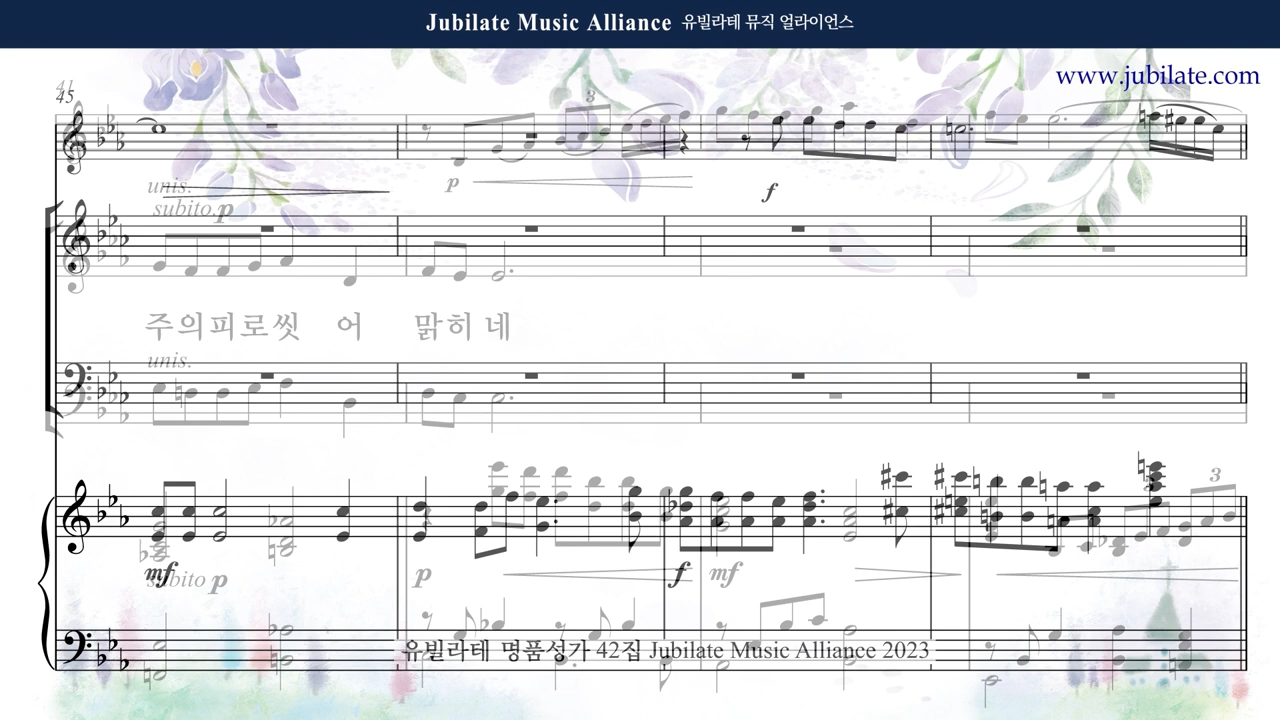 Jubilate Music Alliance 유빌라테 뮤직 얼라이언스
www.jubilate.com
41
45
3
p
f
unis.
subito p
주의피로씻 어 맑히 네
unis.
3
mf
subito p
p
f
mf
유빌라테 명품성가 42집 Jubilate Music Alliance 2023